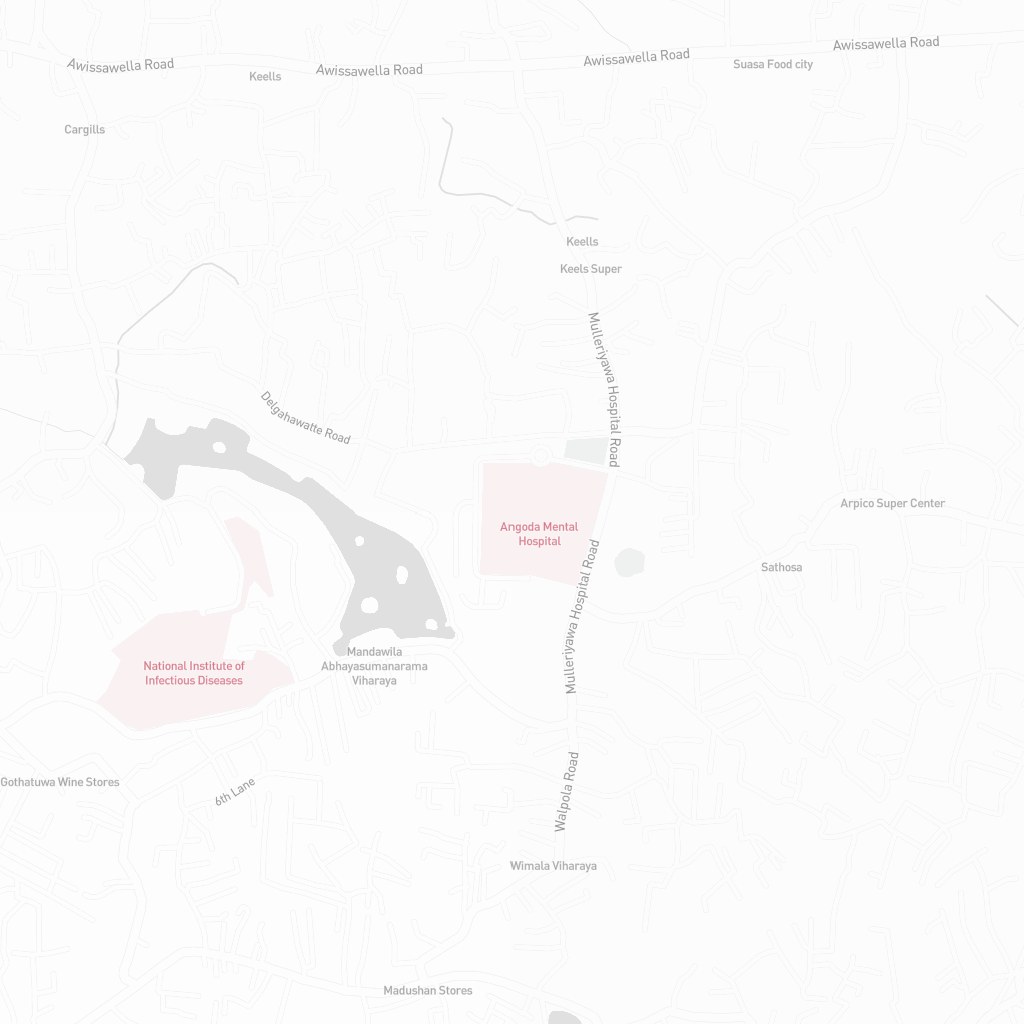 Awissawella Road
Awissawella Road
Awissawella Road
Awissawella Road
Keells
Suasa Food city
Cargills
Keells
Keels Super
Mulleriyawa Hospital Road
Delgahawatte Road
Arpico Super Center
Angoda Mental
Hospital
Sathosa
Mulleriyawa Hospital Road
Mandawila
Abhayasumanarama
Viharaya
National Institute of
Infectious Diseases
Gothatuwa Wine Stores
6th Lane
Walpola Road
Wimala Viharaya
Madushan Stores